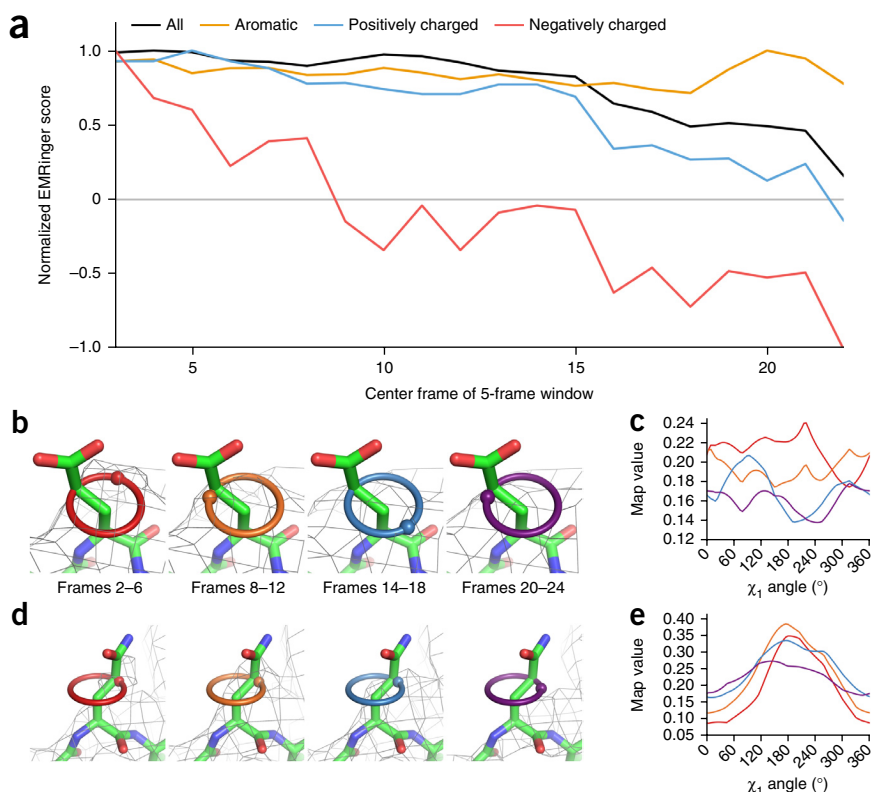 a
All Aromatic Positively charged Negatively charged
Normalized EMRinger score
1.0
0.5
0
–0.5
–1.0
5 10 15 20
Center frame of 5-frame window
b
Frames 2–6 Frames 8–12 Frames 14–18 Frames 20–24
c
Map value
0.24
0.22
0.20
0.18
0.16
0.14
0.12
0 60 120 180 240 300 360
χ1 angle (°)
d
e
Map value
0.40
0.35
0.30
0.25
0.20
0.15
0.10
0.05
0 60 120 180 240 300 360
χ1 angle (°)